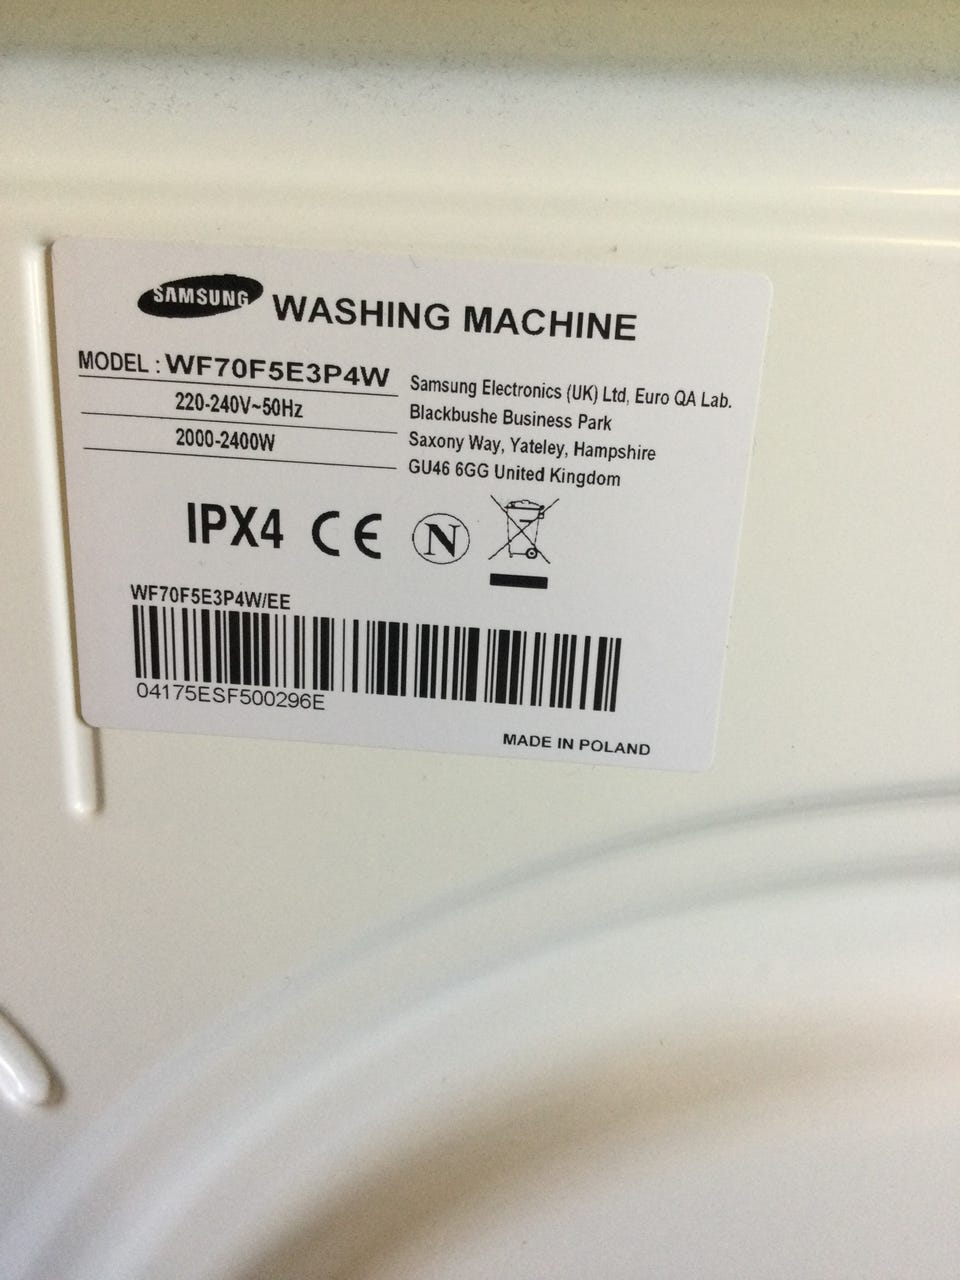 SAMSUNG WASHING MACHINE
MODEL : WF70F5E3P4W
220-240V~50Hz
2000-2400W
Samsung Electronics (UK) Ltd, Euro QA Lab.
Blackbushe Business Park
Saxony Way, Yateley, Hampshire
GU46 6GG United Kingdom
IPX4 CE N
WF70F5E3P4W/EE
04175ESF500296E
MADE IN POLAND